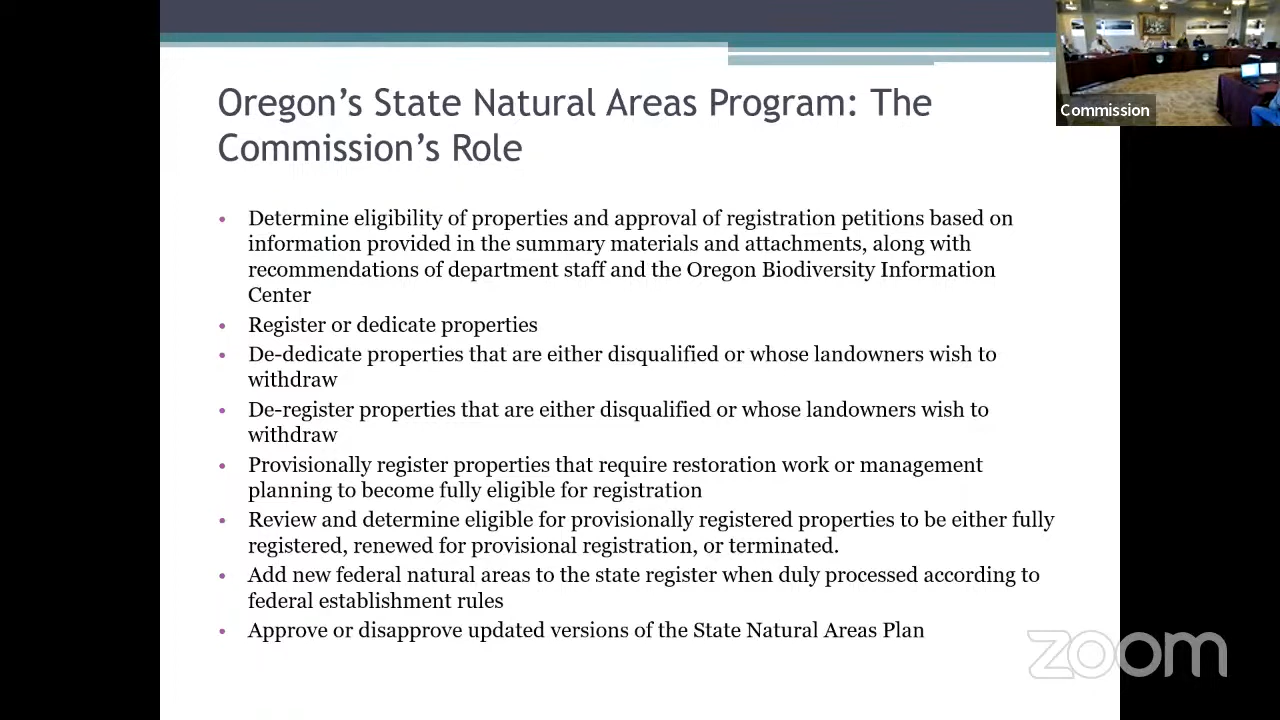 Oregon's State Natural Areas Program: The
Commission's Role
Commission
• Determine eligibility of properties and approval of registration petitions based on
information provided in the summary materials and attachments, along with
recommendations of department staff and the Oregon Biodiversity Information
Center
• Register or dedicate properties
• De-dedicate properties that are either disqualified or whose landowners wish to
withdraw
• De-register properties that are either disqualified or whose landowners wish to
withdraw
• Provisionally register properties that require restoration work or management
planning to become fully eligible for registration
• Review and determine eligible for provisionally registered properties to be either fully
registered, renewed for provisional registration, or terminated.
• Add new federal natural areas to the state register when duly processed according to
federal establishment rules
• Approve or disapprove updated versions of the State Natural Areas Plan
zoom